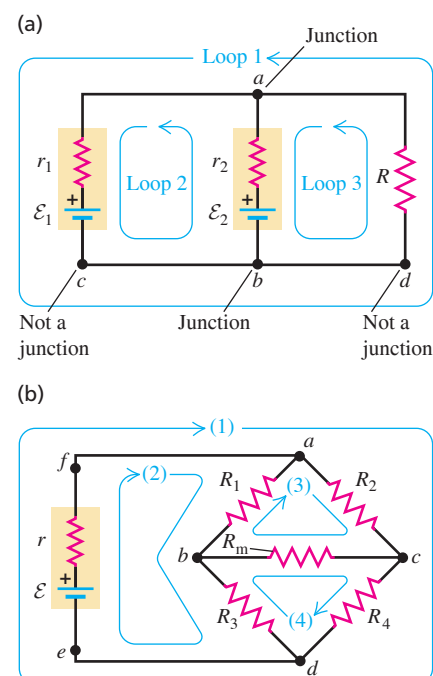 (a)
Junction
Loop 1
a
r₁
r₂
R
Loop 2
Loop 3
+
+
ℰ₁
ℰ₂
c
b
d
Not a
junction
Junction
Not a
junction
(b)
(1)
a
f
(2)
R₁
R₂
(3)
r
Rₘ
b
c
+
ℰ
(4)
R₃
R₄
e
d